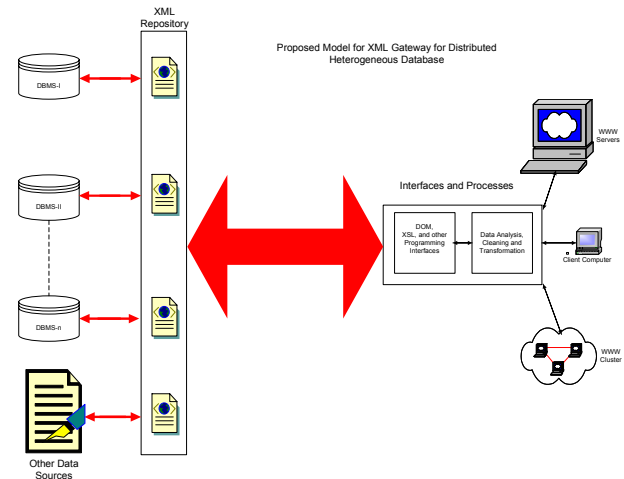 XML
Repository
Proposed Model for XML Gateway for Distributed
Heterogeneous Database
DBMS-I
WWW
Servers
DBMS-II
Interfaces and Processes
DOM,
XSL, and other
Programming
Interfaces
Data Analysis,
Cleaning and
Transformation
Client Computer
DBMS-n
WWW
Cluster
Other Data
Sources